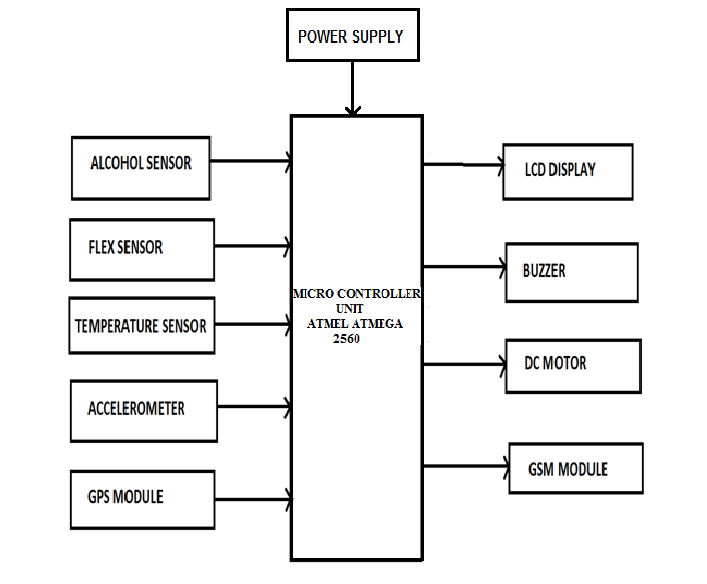 POWER SUPPLY
ALCOHOL SENSOR
FLEX SENSOR
TEMPERATURE SENSOR
ACCELEROMETER
GPS MODULE
MICRO CONTROLLER
UNIT
ATMEL ATMEGA
2560
LCD DISPLAY
BUZZER
DC MOTOR
GSM MODULE